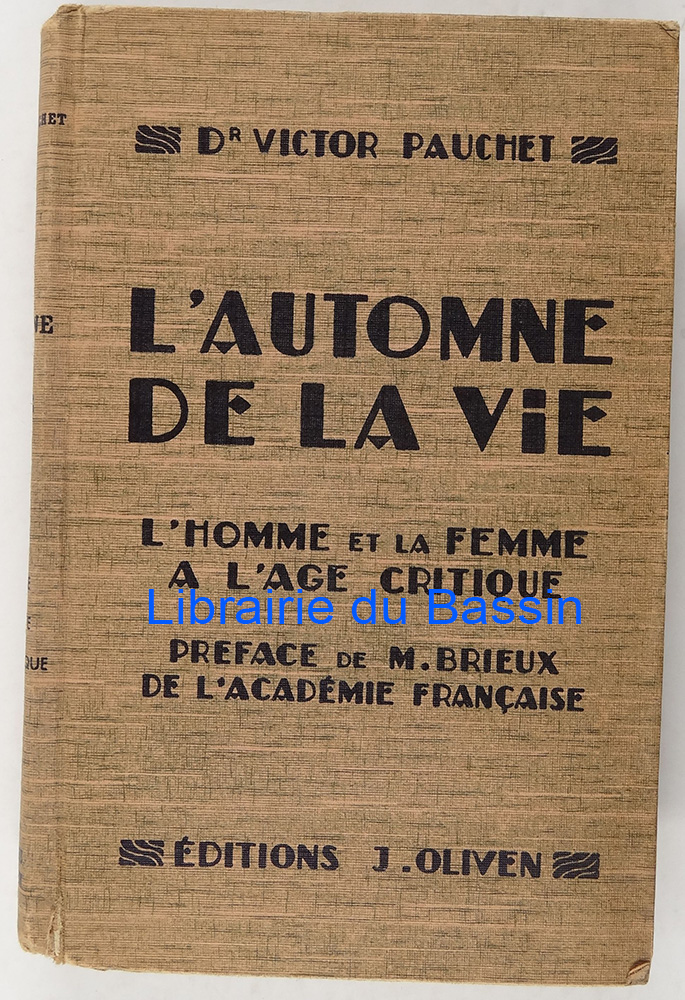 Dr VICTOR PAUCHET
L'AUTOMNE
DE LA ViE
L'HOMME ET LA FEMME
A L'AGE CRITIQUE
Librairie du Bassin
PREFACE DE M. BRIEUX
DE L'ACADÉMIE FRANÇAISE
ÉDITIONS J. OLIVEN